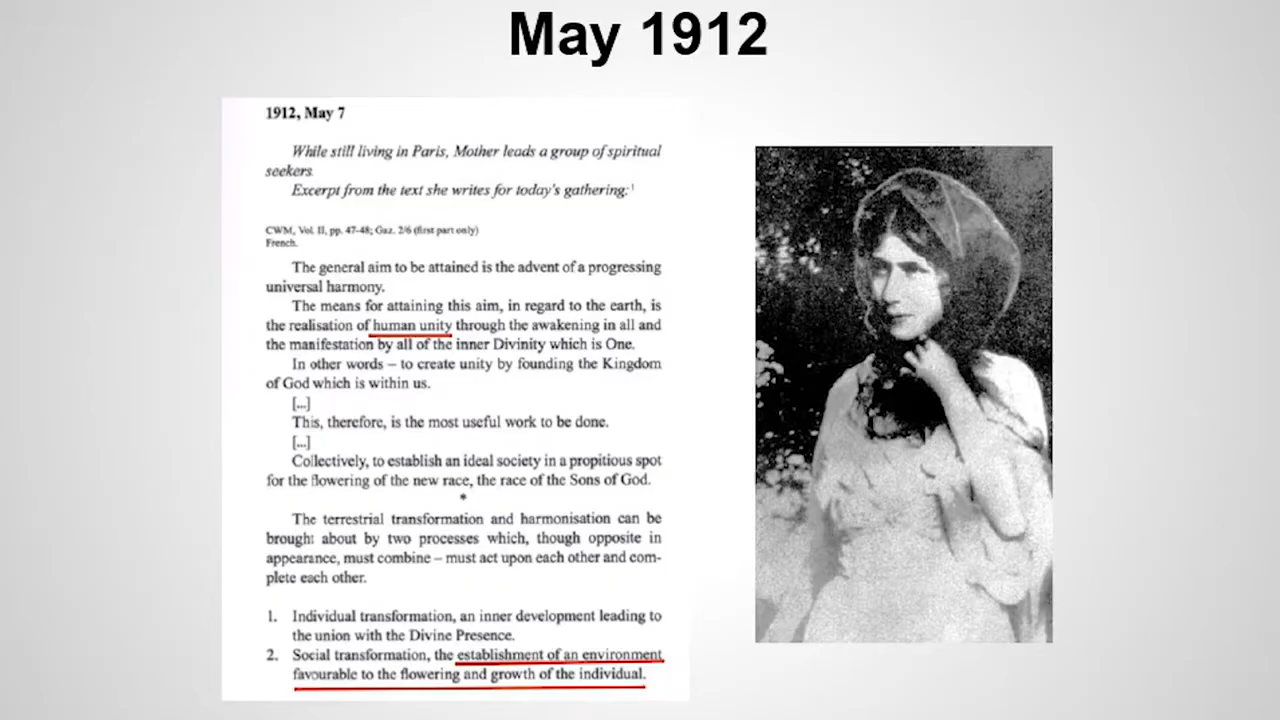 May 1912
1912, May 7
While still living in Paris, Mother leads a group of spiritual
seekers.
Excerpt from the text she writes for today's gathering:1
CWM, Vol. II, pp. 47-48; Gaz. 2/6 (first part only)
French.
The general aim to be attained is the advent of a progressing
universal harmony.
The means for attaining this aim, in regard to the earth, is
the realisation of human unity through the awakening in all and
the manifestation by all of the inner Divinity which is One.
In other words – to create unity by founding the Kingdom
of God which is within us.
[...]
This, therefore, is the most useful work to be done.
[...]
Collectively, to establish an ideal society in a propitious spot
for the flowering of the new race, the race of the Sons of God.
*
The terrestrial transformation and harmonisation can be
brought about by two processes which, though opposite in
appearance, must combine – must act upon each other and com-
plete each other.
1. Individual transformation, an inner development leading to
the union with the Divine Presence.
2. Social transformation, the establishment of an environment
favourable to the flowering and growth of the individual.